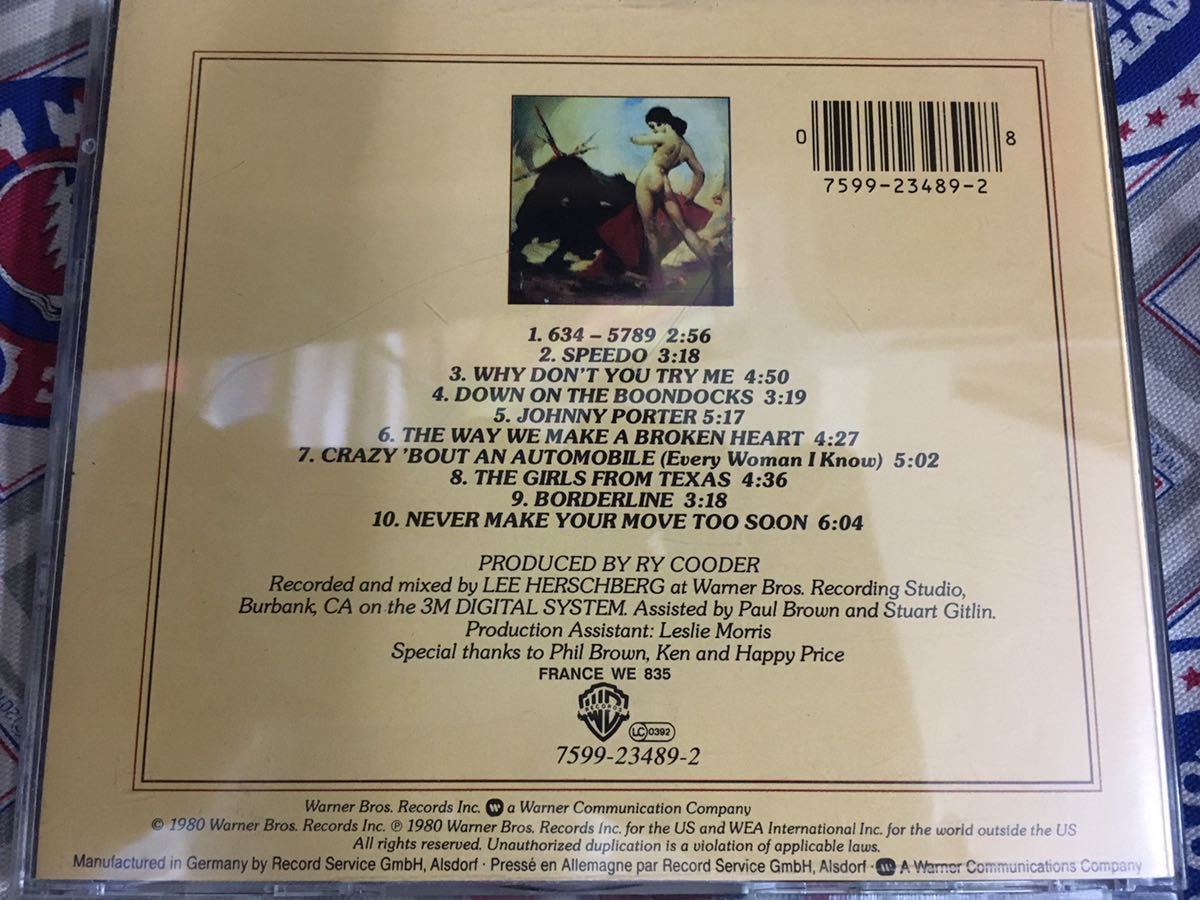 0 8
7599-23489-2
1. 634 – 5789 2:56
2. SPEEDO 3:18
3. WHY DON'T YOU TRY ME 4:50
4. DOWN ON THE BOONDOCKS 3:19
5. JOHNNY PORTER 5:17
6. THE WAY WE MAKE A BROKEN HEART 4:27
7. CRAZY 'BOUT AN AUTOMOBILE (Every Woman I Know) 5:02
8. THE GIRLS FROM TEXAS 4:36
9. BORDERLINE 3:18
10. NEVER MAKE YOUR MOVE TOO SOON 6:04
PRODUCED BY RY COODER
Recorded and mixed by LEE HERSCHBERG at Warner Bros. Recording Studio,
Burbank, CA on the 3M DIGITAL SYSTEM. Assisted by Paul Brown and Stuart Gitlin.
Production Assistant: Leslie Morris
Special thanks to Phil Brown, Ken and Happy Price
FRANCE WE 835
RECORDS
LC 0392
7599-23489-2
Warner Bros. Records Inc. a Warner Communication Company
© 1980 Warner Bros. Records Inc. ℗ 1980 Warner Bros. Records Inc. for the US and WEA International Inc. for the world outside the US
All rights reserved. Unauthorized duplication is a violation of applicable laws.
Manufactured in Germany by Record Service GmbH, Alsdorf · Pressé en Allemagne par Record Service GmbH, Alsdorf · A Warner Communications Company